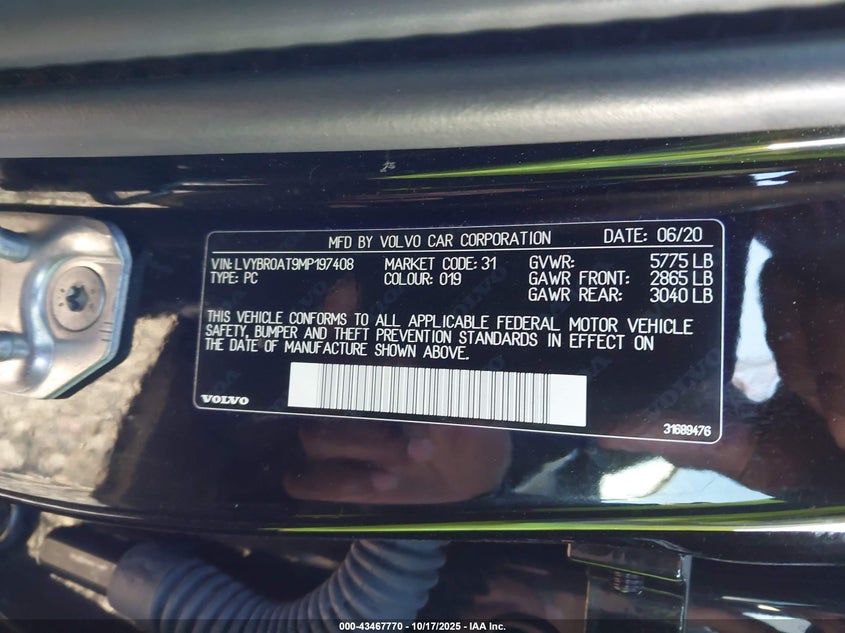 MFD BY VOLVO CAR CORPORATION DATE: 06/20
VIN: LVYBR0AT9MP197408 MARKET CODE: 31 GVWR: 5775 LB
TYPE: PC COLOUR: 019 GAWR FRONT: 2865 LB
GAWR REAR: 3040 LB
THIS VEHICLE CONFORMS TO ALL APPLICABLE FEDERAL MOTOR VEHICLE
SAFETY, BUMPER AND THEFT PREVENTION STANDARDS IN EFFECT ON
THE DATE OF MANUFACTURE SHOWN ABOVE.
VOLVO
31689476
000-43467770 - 10/17/2025 - IAA Inc.